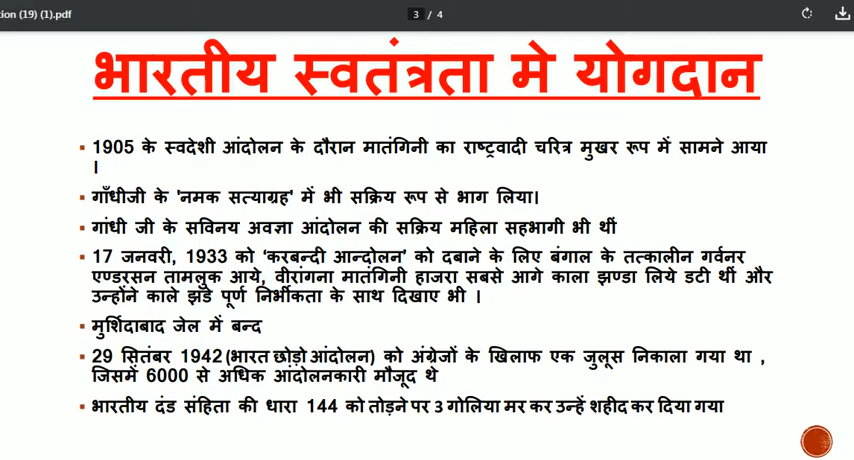 tion (19) (1).pdf
3 / 4
भारतीय स्वतंत्रता मे योगदान
▪ 1905 के स्वदेशी आंदोलन के दौरान मातंगिनी का राष्ट्रवादी चरित्र मुखर रूप में सामने आया
।
▪ गाँधीजी के 'नमक सत्याग्रह' में भी सक्रिय रूप से भाग लिया।
▪ गांधी जी के सविनय अवज्ञा आंदोलन की सक्रिय महिला सहभागी भी थीं
▪ 17 जनवरी, 1933 को ‘करबन्दी आन्दोलन’ को दबाने के लिए बंगाल के तत्कालीन गर्वनर
एण्डरसन तामलुक आये, वीरांगना मातंगिनी हाजरा सबसे आगे काला झण्डा लिये डटी थीं और
उन्होंने काले झंडे पूर्ण निर्भीकता के साथ दिखाए भी ।
▪ मुर्शिदाबाद जेल में बन्द
▪ 29 सितंबर 1942 (भारत छोड़ो आंदोलन) को अंग्रेजों के खिलाफ एक जुलूस निकाला गया था ,
जिसमें 6000 से अधिक आंदोलनकारी मौजूद थे
▪ भारतीय दंड संहिता की धारा 144 को तोड़ने पर 3 गोलिया मर कर उन्हें शहीद कर दिया गया